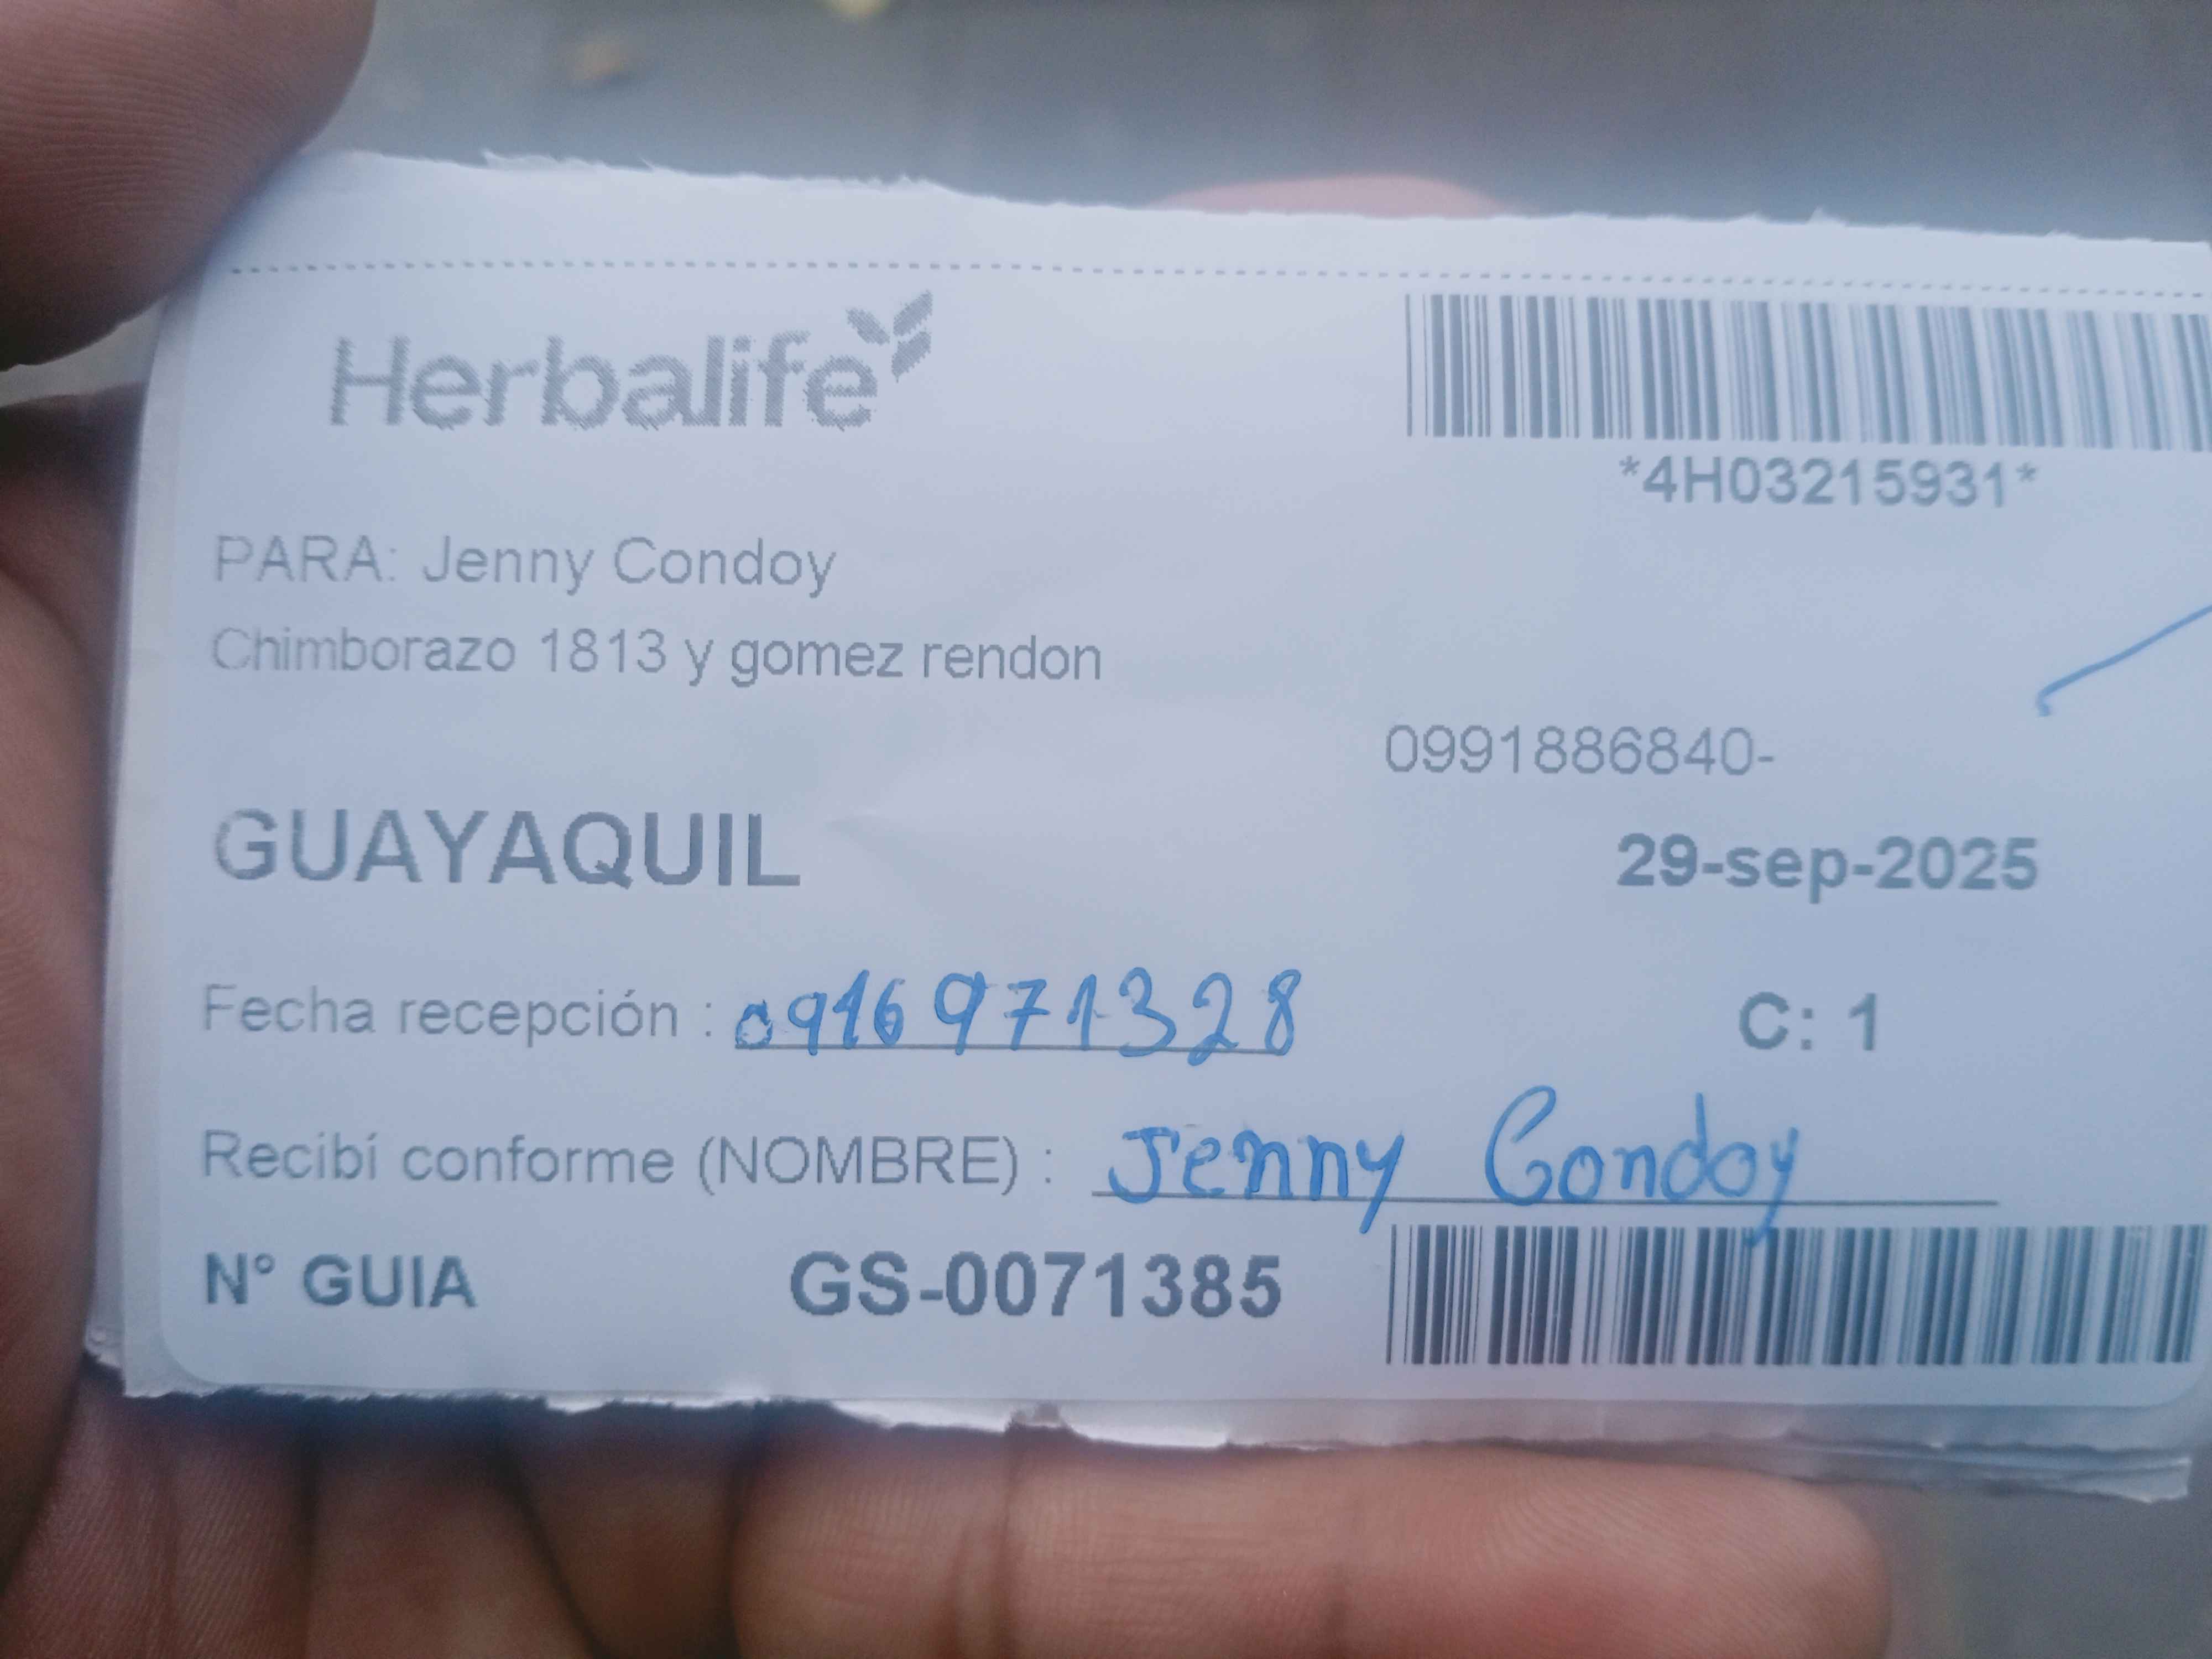 Herbalife
*4H03215931*
PARA: Jenny Condoy
Chimborazo 1813 y gomez rendon
0991886840-
GUAYAQUIL
29-sep-2025
Fecha recepción : 0916971328
C: 1
Recibí conforme (NOMBRE) : Jenny Condoy
N° GUIA GS-0071385